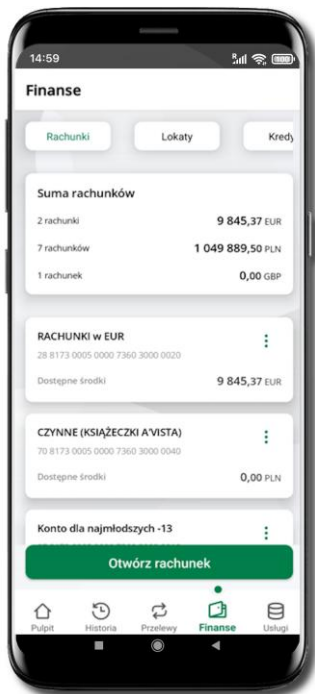 14:59
Finanse
Rachunki Lokaty Kredy
Suma rachunków
2 rachunki 9 845,37 EUR
7 rachunków 1 049 889,50 PLN
1 rachunek 0,00 GBP
RACHUNKI w EUR
28 8173 0005 0000 7360 3000 0020
Dostępne środki 9 845,37 EUR
CZYNNE (KSIĄŻECZKI A'VISTA)
70 8173 0005 0000 7360 3000 0040
Dostępne środki 0,00 PLN
Konto dla najmłodszych -13
Otwórz rachunek
Pulpit Historia Przelewy Finanse Usługi